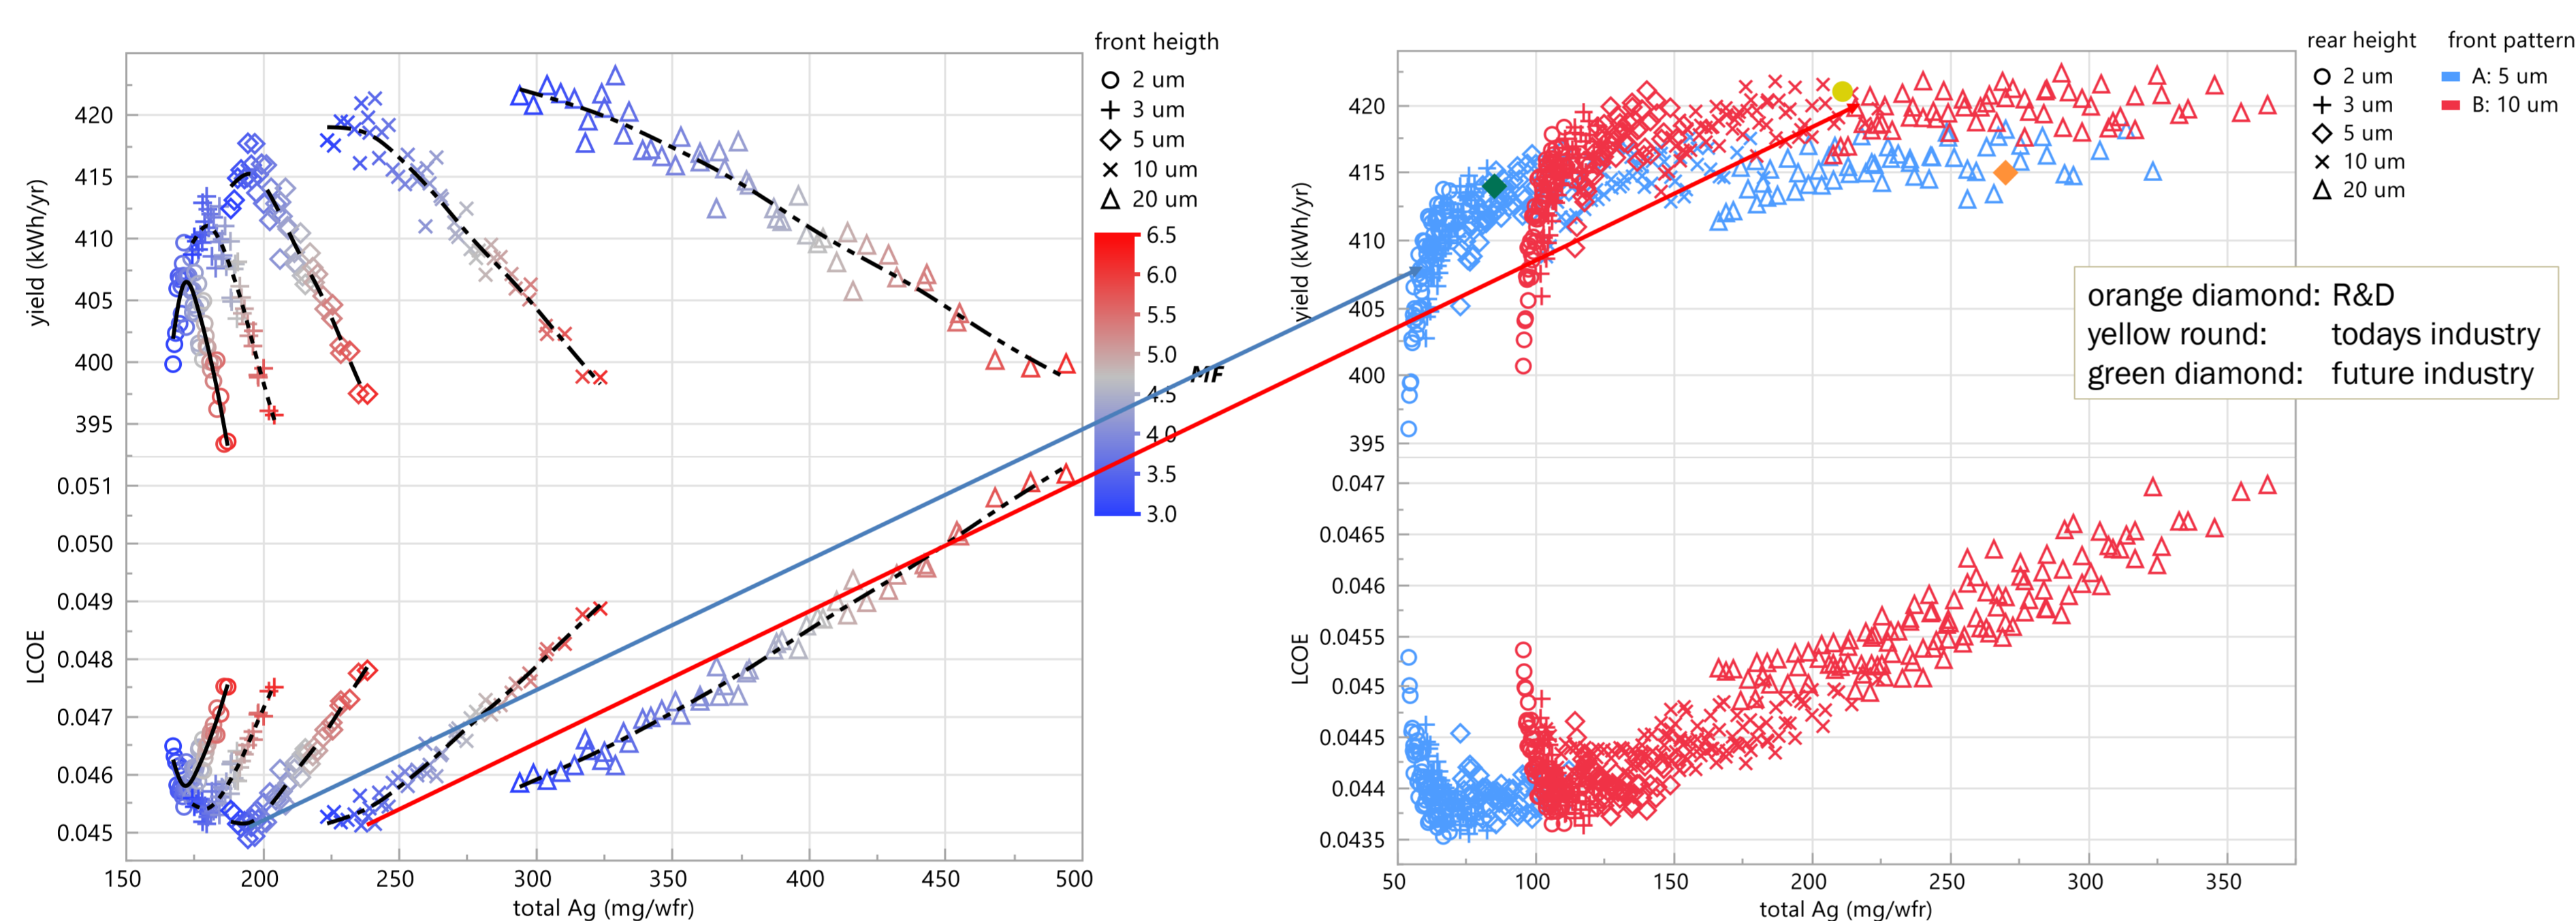 front heigth
2 um
3 um
5 um
10 um
20 um
6.5
6.0
5.5
5.0
4.5
4.0
3.5
3.0
MF
yield (kWh/yr)
420
415
410
405
400
395
LCOE
0.051
0.050
0.049
0.048
0.047
0.046
0.045
150 200 250 300 350 400 450 500
total Ag (mg/wfr)
rear height front pattern
2 um A: 5 um
3 um B: 10 um
5 um
10 um
20 um
yield (kWh/yr)
420
415
410
405
400
395
orange diamond: R&D
yellow round: todays industry
green diamond: future industry
LCOE
0.047
0.0465
0.046
0.0455
0.045
0.0445
0.044
0.0435
50 100 150 200 250 300 350
total Ag (mg/wfr)